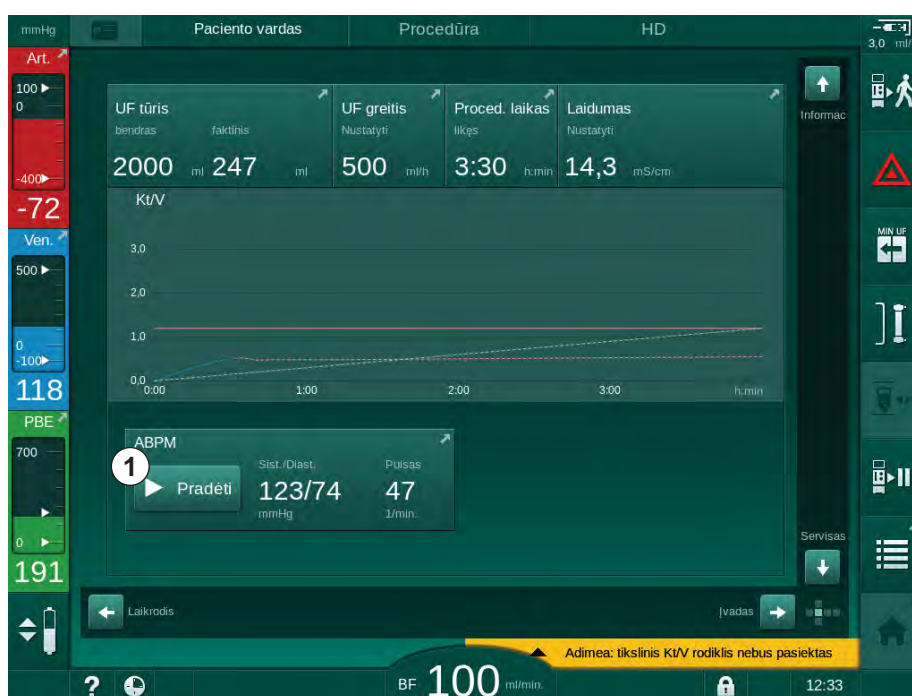 mmHg Paciento vardas Procedūra HD 3,0 ml/
Art.
100
0
-400
-72
Ven.
500
0
-100
118
PBE
700
0
191
UF tūris UF greitis Proced. laikas Laidumas
bendras faktinis Nustatyti likęs Nustatyti
2000 ml 247 ml 500 ml/h 3:30 h:min 14,3 mS/cm
Kt/V
3,0
2,0
1,0
0,0
0:00 1:00 2:00 3:00 h:min
ABPM
Sist./Diast. Pulsas
1 Pradėti 123/74 47
mmHg 1/min.
Informac
MIN UF
Servisas
Laikrodis Įvadas
Adimea: tikslinis Kt/V rodiklis nebus pasiektas
? BF 100 ml/min. 12:33